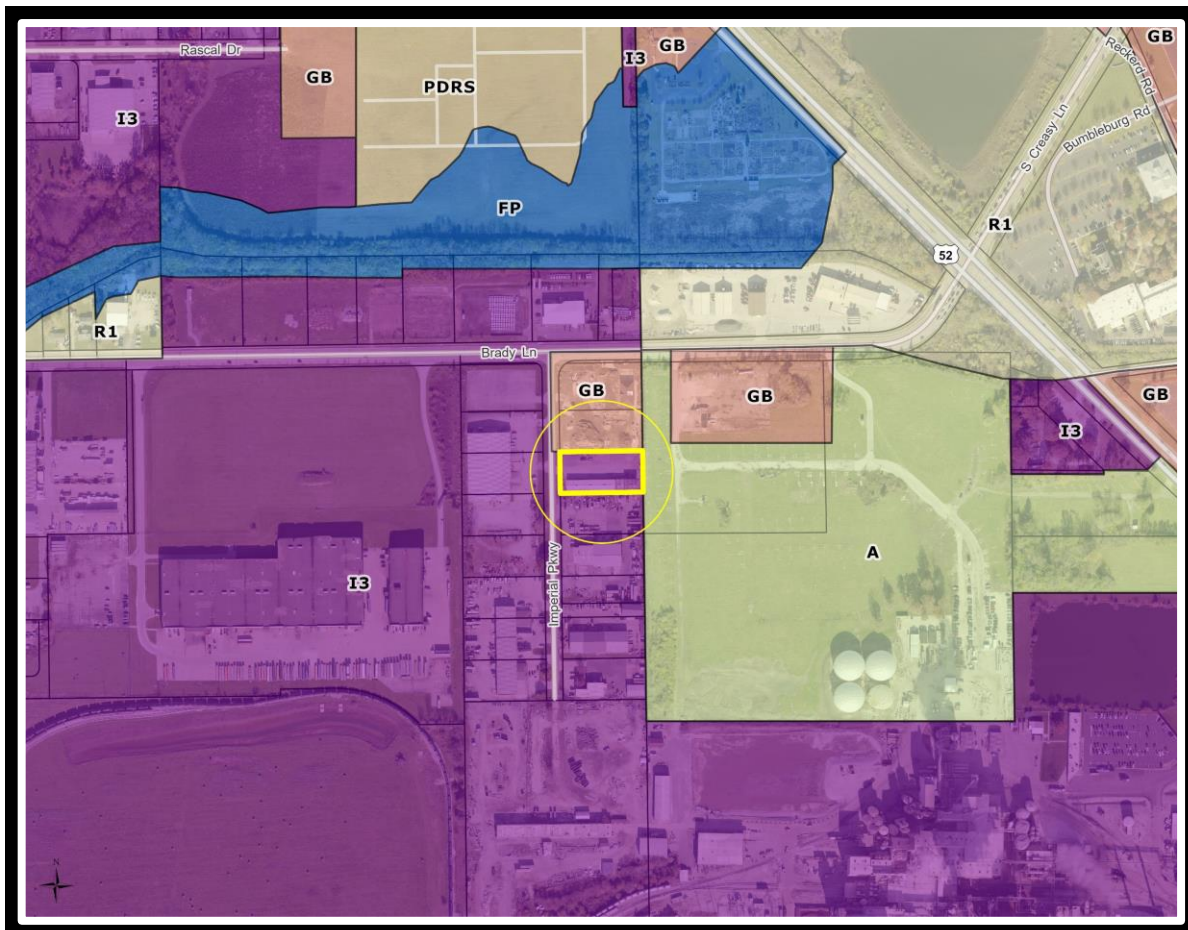 Rascal Dr
GB
I3
GB
GB
PDRS
Reckerd Rd
Bumbleburg Rd
S Creasy Ln
I3
FP
R1
52
R1
Brady Ln
GB
GB
GB
I3
Imperial Pkwy
A
I3
N